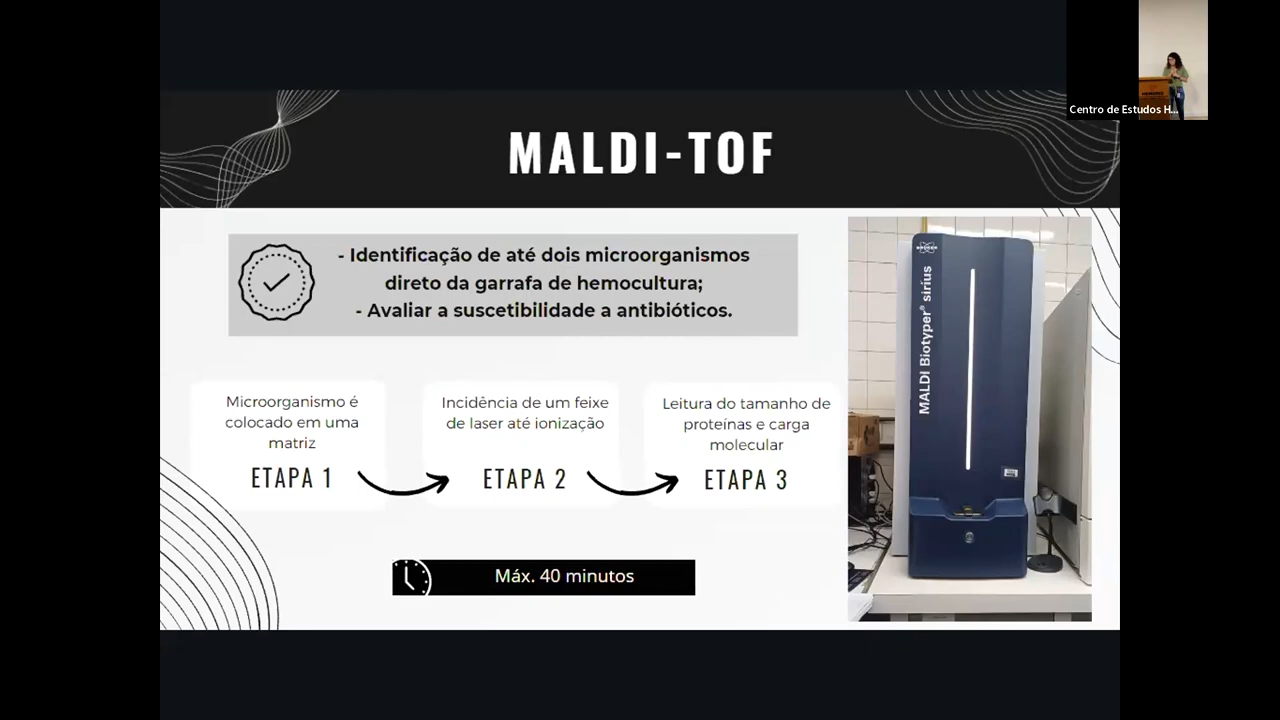 Centro de Estudos H...
MALDI-TOF
- Identificação de até dois microorganismos
direto da garrafa de hemocultura;
- Avaliar a suscetibilidade a antibióticos.
Microorganismo é
colocado em uma
matriz
ETAPA 1
Incidência de um feixe
de laser até ionização
ETAPA 2
Leitura do tamanho de
proteínas e carga
molecular
ETAPA 3
Máx. 40 minutos
BRUKER
MALDI Biotyper® sirius